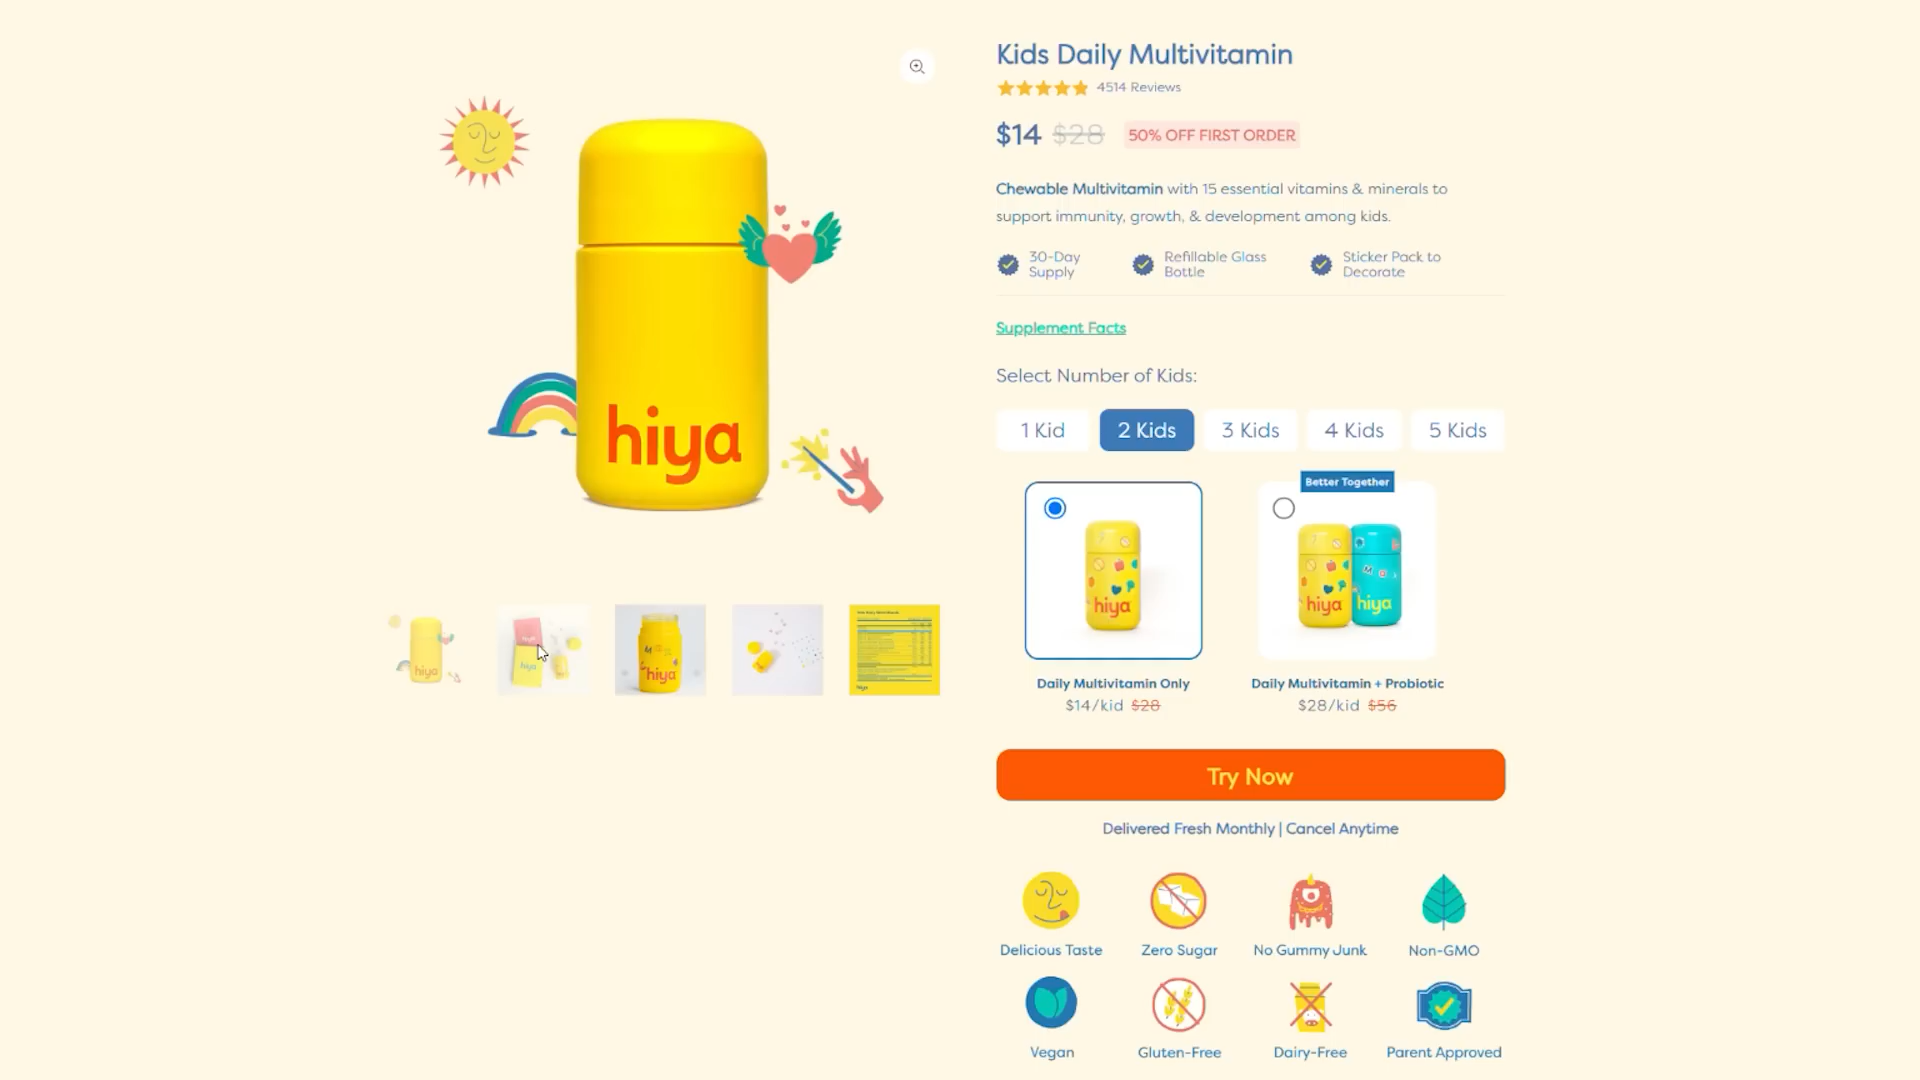 Kids Daily Multivitamin
4514 Reviews
$14 $28 50% OFF FIRST ORDER
Chewable Multivitamin with 15 essential vitamins & minerals to
support immunity, growth, & development among kids.
30-Day
Supply
Refillable Glass
Bottle
Sticker Pack to
Decorate
Supplement Facts
Select Number of Kids:
1 Kid 2 Kids 3 Kids 4 Kids 5 Kids
Better Together
hiya
hiya hiya
Daily Multivitamin Only
$14/kid $28
Daily Multivitamin + Probiotic
$28/kid $56
Try Now
Delivered Fresh Monthly | Cancel Anytime
Delicious Taste
Zero Sugar
No Gummy Junk
Non-GMO
Vegan
Gluten-Free
Dairy-Free
Parent Approved
hiya
hiya
hiya
hiya